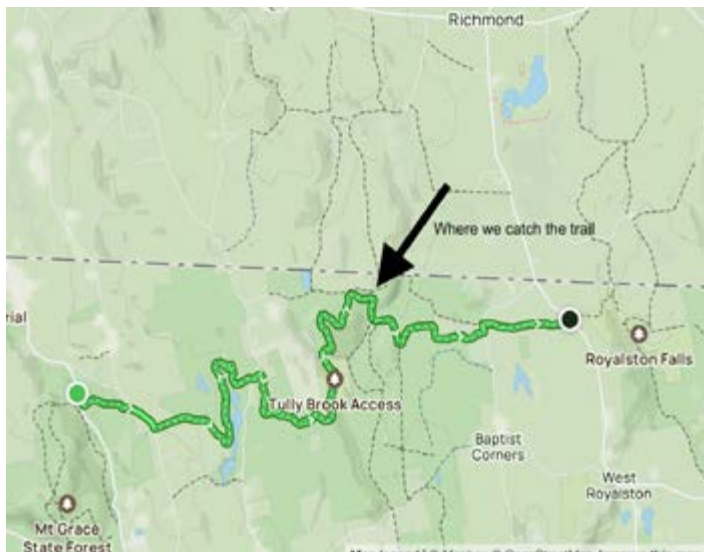 Richmond
Where we catch the trail
rial
Royalston Falls
Tully Brook Access
Baptist
Corners
West
Royalston
Mt Grace
State Forest